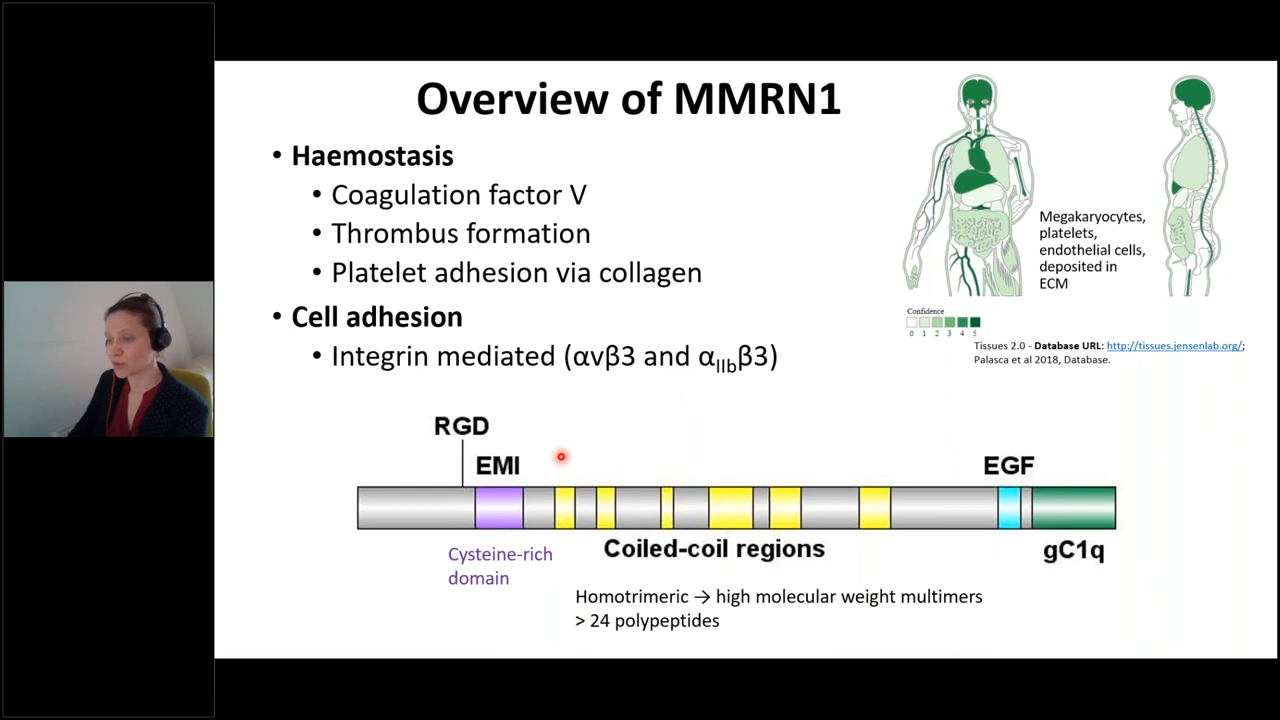 Overview of MMRN1
• Haemostasis
• Coagulation factor V
• Thrombus formation
• Platelet adhesion via collagen
• Cell adhesion
• Integrin mediated (αvβ3 and αIIbβ3)
Megakaryocytes,
platelets,
endothelial cells,
deposited in
ECM
Confidence
0 1 2 3 4 5
Tissues 2.0 - Database URL: http://tissues.jensenlab.org/;
Palasca et al 2018, Database.
RGD
EMI
EGF
Cysteine-rich
domain
Coiled-coil regions
gC1q
Homotrimeric → high molecular weight multimers
> 24 polypeptides